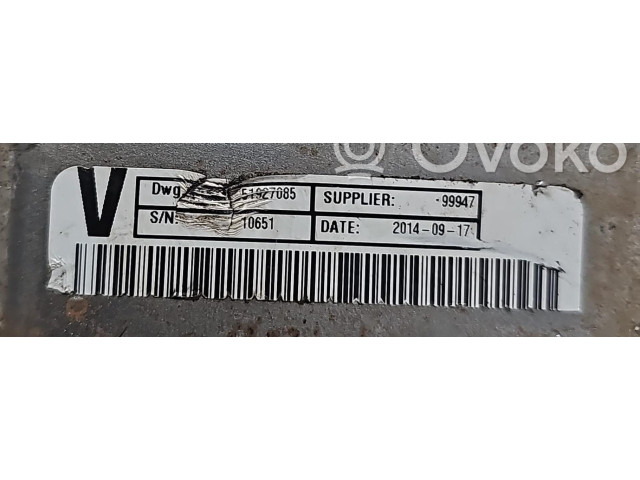 © Ovoko
V
Dwg 51927085 SUPPLIER: 99947
S/N: 10651 DATE: 2014-09-17